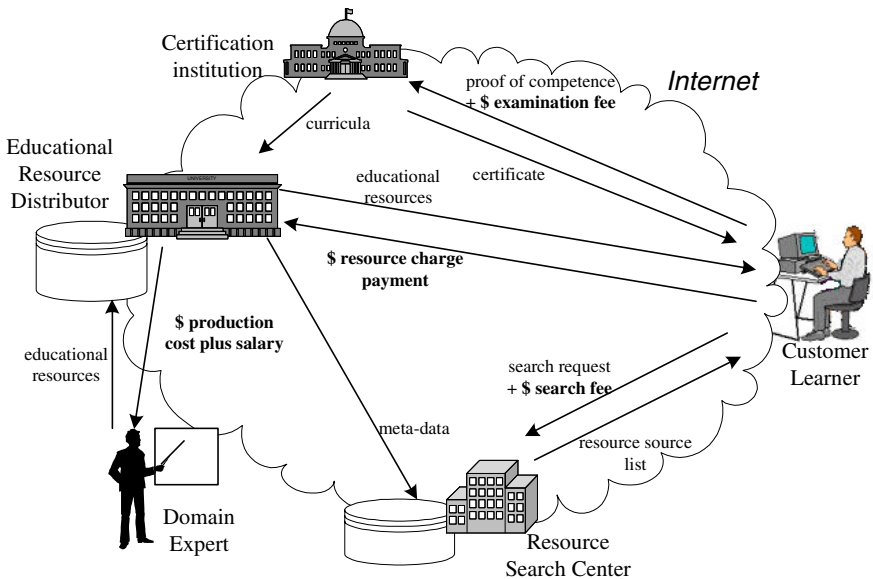 Certification
institution
Internet
proof of competence
+ $ examination fee
curricula
Educational
Resource
Distributor
UNIVERSITY
educational
resources
certificate
$ resource charge
payment
$ production
cost plus salary
educational
resources
Customer
Learner
search request
+ $ search fee
meta-data
resource source
list
Domain
Expert
Resource
Search Center